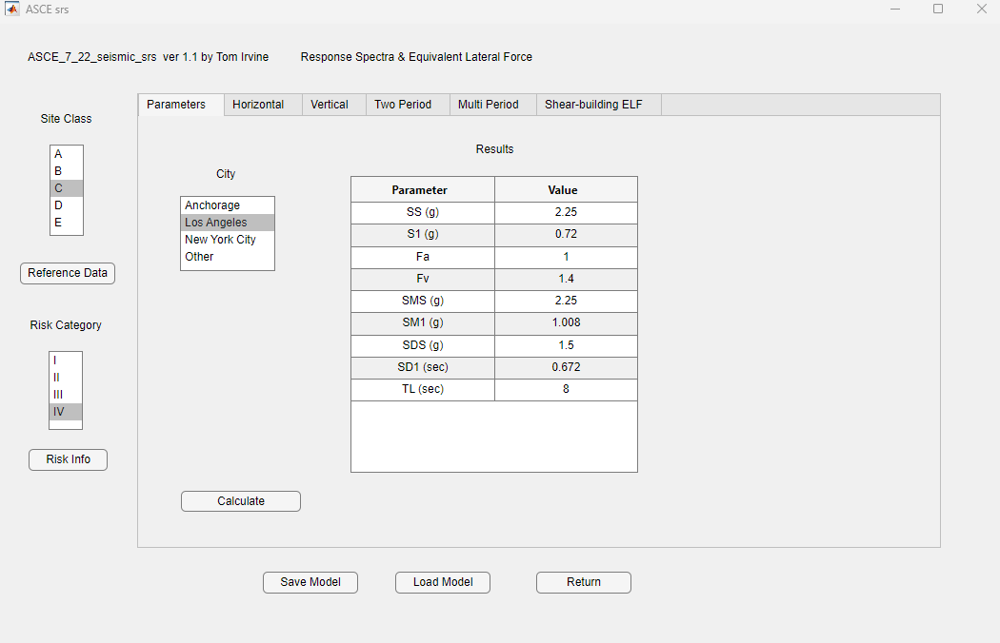 ASCE srs
ASCE_7_22_seismic_srs ver 1.1 by Tom Irvine Response Spectra & Equivalent Lateral Force
Site Class
A
B
C
D
E
Reference Data
Risk Category
I
II
III
IV
Risk Info
Parameters Horizontal Vertical Two Period Multi Period Shear-building ELF
City
Anchorage
Los Angeles
New York City
Other
Results
Parameter Value
SS (g) 2.25
S1 (g) 0.72
Fa 1
Fv 1.4
SMS (g) 2.25
SM1 (g) 1.008
SDS (g) 1.5
SD1 (sec) 0.672
TL (sec) 8
Calculate
Save Model Load Model Return